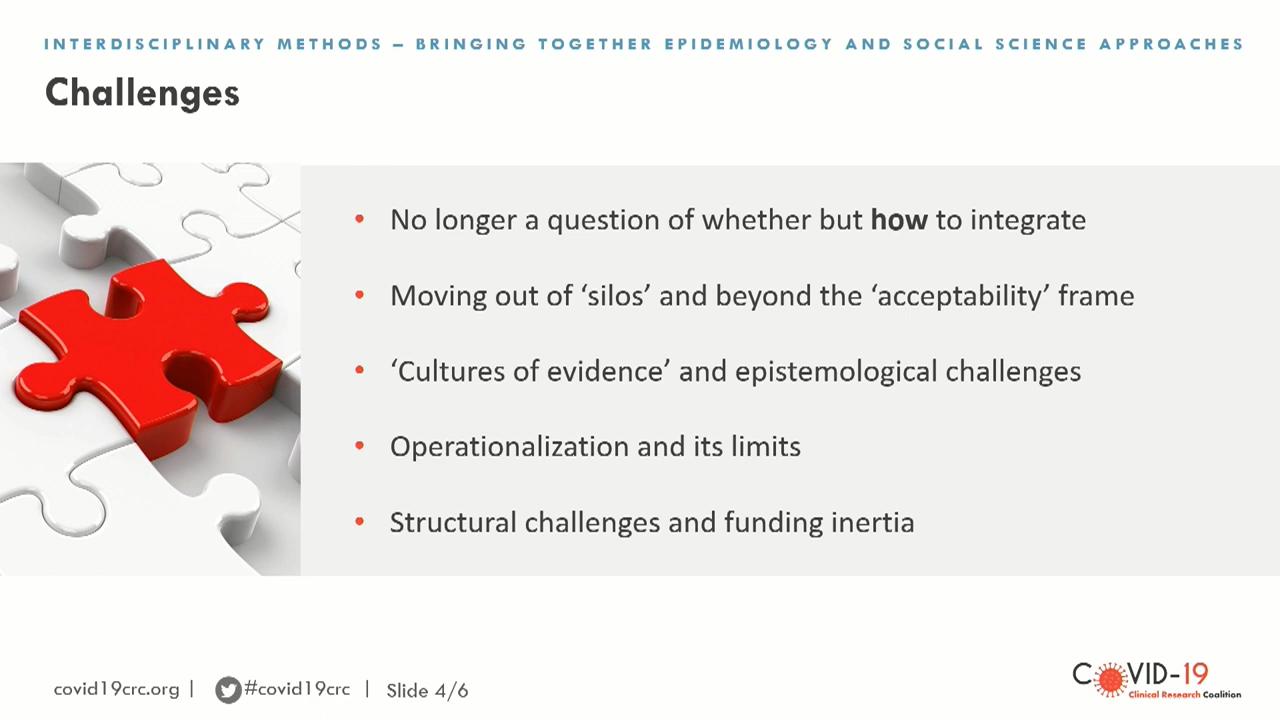 INTERDISCIPLINARY METHODS – BRINGING TOGETHER EPIDEMIOLOGY AND SOCIAL SCIENCE APPROACHES
Challenges
• No longer a question of whether but how to integrate
• Moving out of ‘silos’ and beyond the ‘acceptability’ frame
• ‘Cultures of evidence’ and epistemological challenges
• Operationalization and its limits
• Structural challenges and funding inertia
covid19crc.org | #covid19crc | Slide 4/6
COVID-19
Clinical Research Coalition